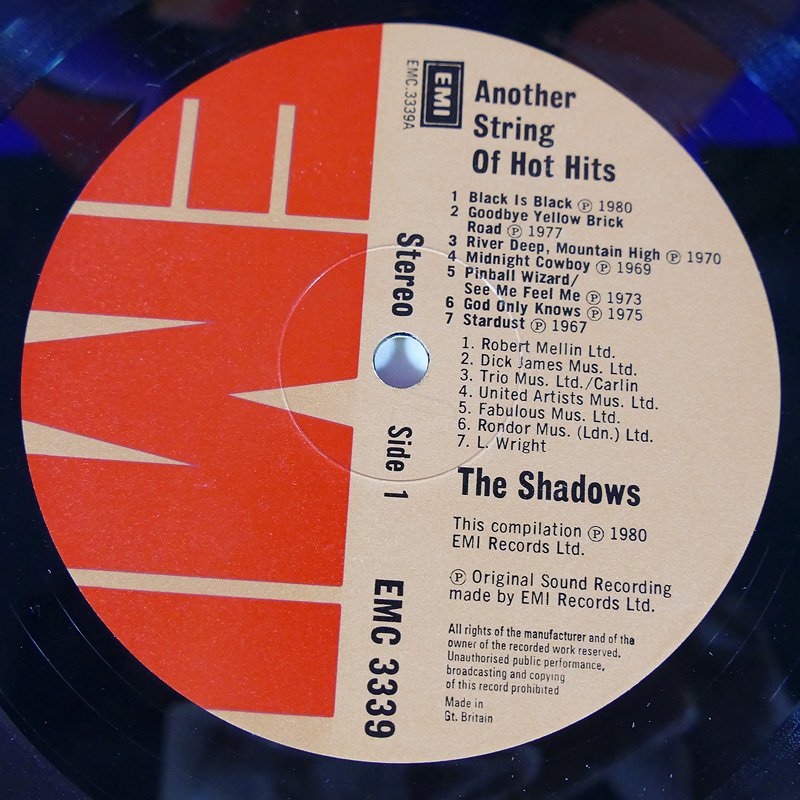 EMI
EMC.3339A
EMI
Another
String
Of Hot Hits
1 Black Is Black ℗ 1980
2 Goodbye Yellow Brick
Road ℗ 1977
3 River Deep, Mountain High ℗ 1970
4 Midnight Cowboy ℗ 1969
5 Pinball Wizard/
See Me Feel Me ℗ 1973
6 God Only Knows ℗ 1975
7 Stardust ℗ 1967
1. Robert Mellin Ltd.
2. Dick James Mus. Ltd.
3. Trio Mus. Ltd./Carlin
4. United Artists Mus. Ltd.
5. Fabulous Mus. Ltd.
6. Rondor Mus. (Ldn.) Ltd.
7. L. Wright
Stereo
Side 1
EMC 3339
The Shadows
This compilation ℗ 1980
EMI Records Ltd.
℗ Original Sound Recording
made by EMI Records Ltd.
All rights of the manufacturer and of the
owner of the recorded work reserved.
Unauthorised public performance,
broadcasting and copying
of this record prohibited
Made in
Gt. Britain